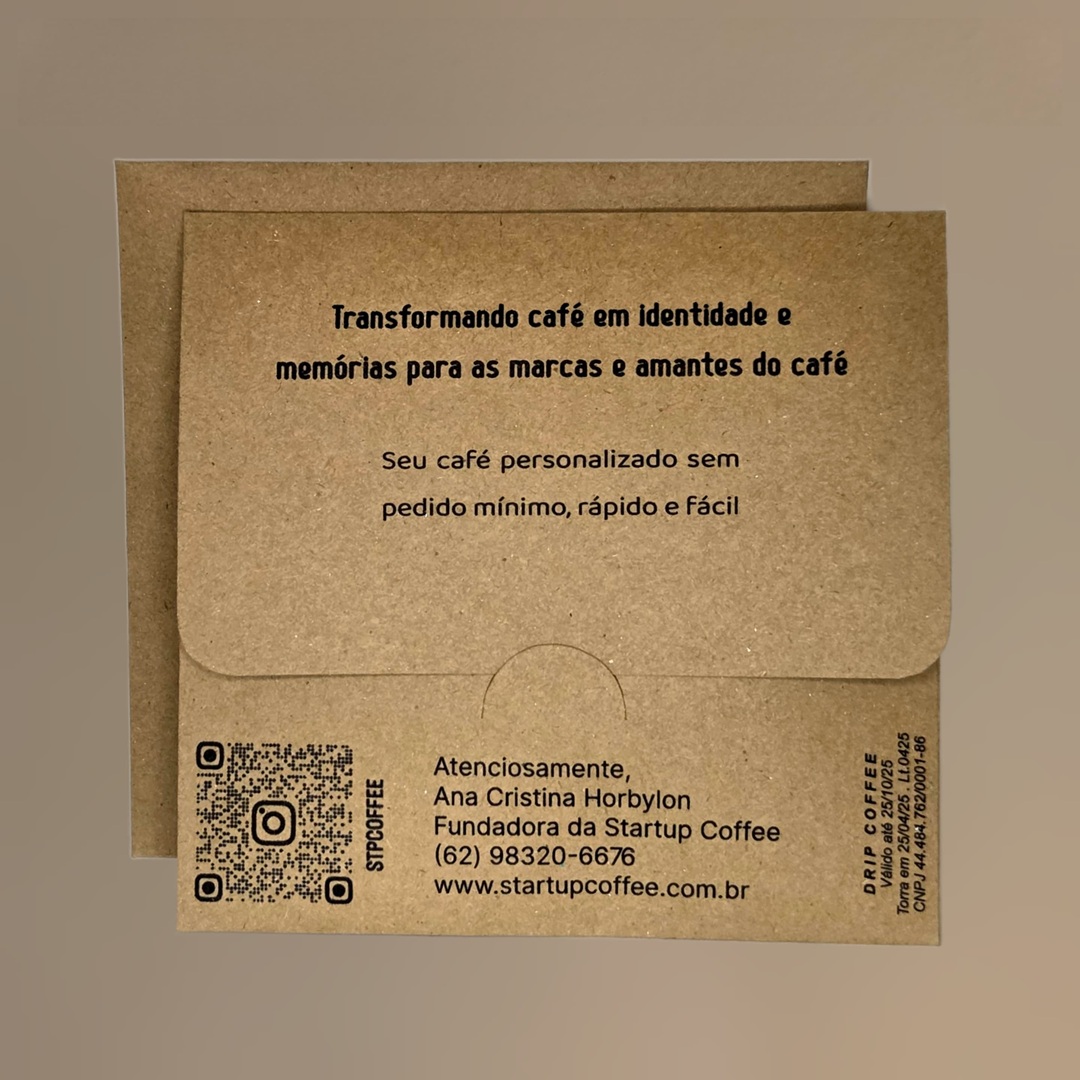 Transformando café em identidade e
memórias para as marcas e amantes do café
Seu café personalizado sem
pedido mínimo, rápido e fácil
STPCOFFEE
Atenciosamente,
Ana Cristina Horbylon
Fundadora da Startup Coffee
(62) 98320-6676
www.startupcoffee.com.br
DRIP COFFEE
Válido até 25/10/25
Torra em 25/04/25 . Lt.0425
CNPJ 44.484.762/0001-86